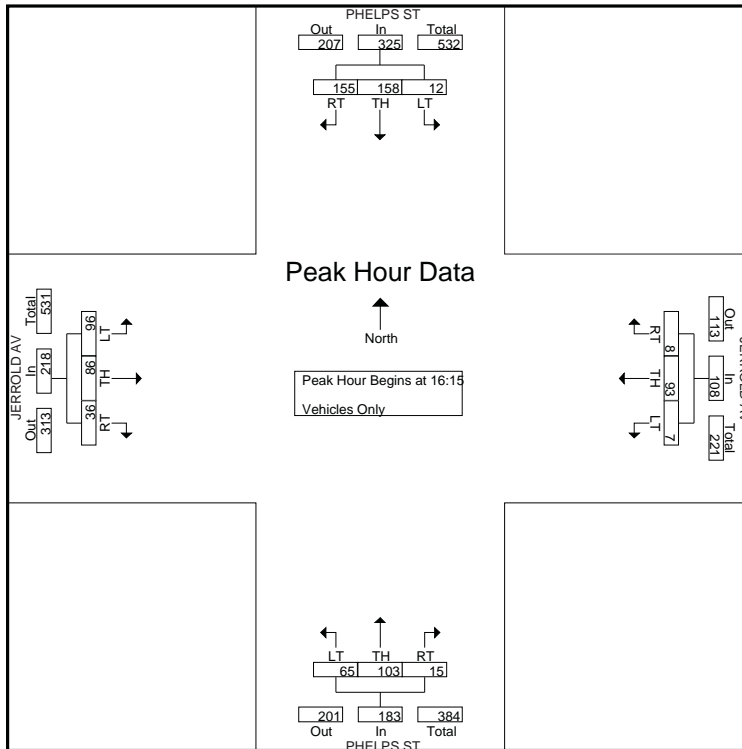 PHELPS ST
Out In Total
207 325 532
155 158 12
RT TH LT
Peak Hour Data
North
Peak Hour Begins at 16:15
Vehicles Only
JERROLD AV
Out In Total
313 218 531
36 86 96
RT TH LT
Out In Total
113 108 221
8 93 7
RT TH LT
LT TH RT
65 103 15
201 183 384
Out In Total
PHELPS ST